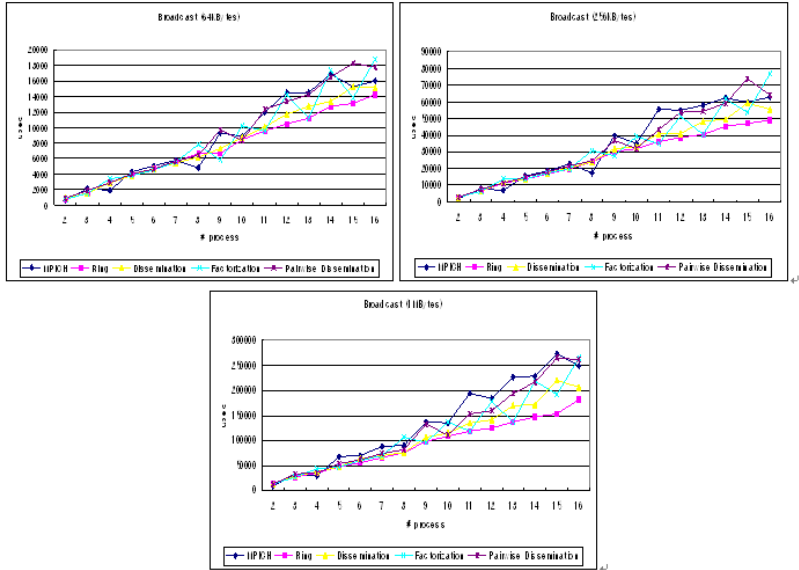 Broadcast (64KBytes)
20000
18000
16000
14000
12000
10000
8000
6000
4000
2000
0
usec
2 3 4 5 6 7 8 9 10 11 12 13 14 15 16
# process
MPICH Ring Dissemination Factorization Pairwise Dissemination
Broadcast (256KBytes)
90000
80000
70000
60000
50000
40000
30000
20000
10000
0
usec
2 3 4 5 6 7 8 9 10 11 12 13 14 15 16
# process
MPICH Ring Dissemination Factorization Pairwise Dissemination
Broadcast (1MBytes)
300000
250000
200000
150000
100000
50000
0
usec
2 3 4 5 6 7 8 9 10 11 12 13 14 15 16
# process
MPICH Ring Dissemination Factorization Pairwise Dissemination